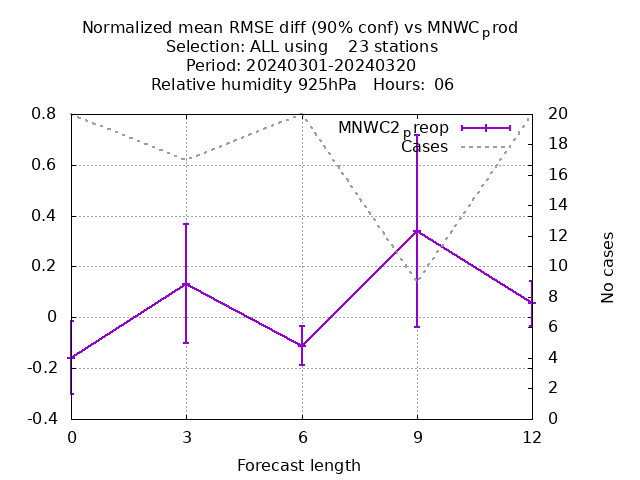 Normalized mean RMSE diff (90% conf) vs MNWCprod
Selection: ALL using 23 stations
Period: 20240301-20240320
Relative humidity 925hPa Hours: 06
MNWC2preop
Cases
0.8
0.6
0.4
0.2
0
-0.2
-0.4
20
18
16
14
12
10
8
6
4
2
0
No cases
0 3 6 9 12
Forecast length